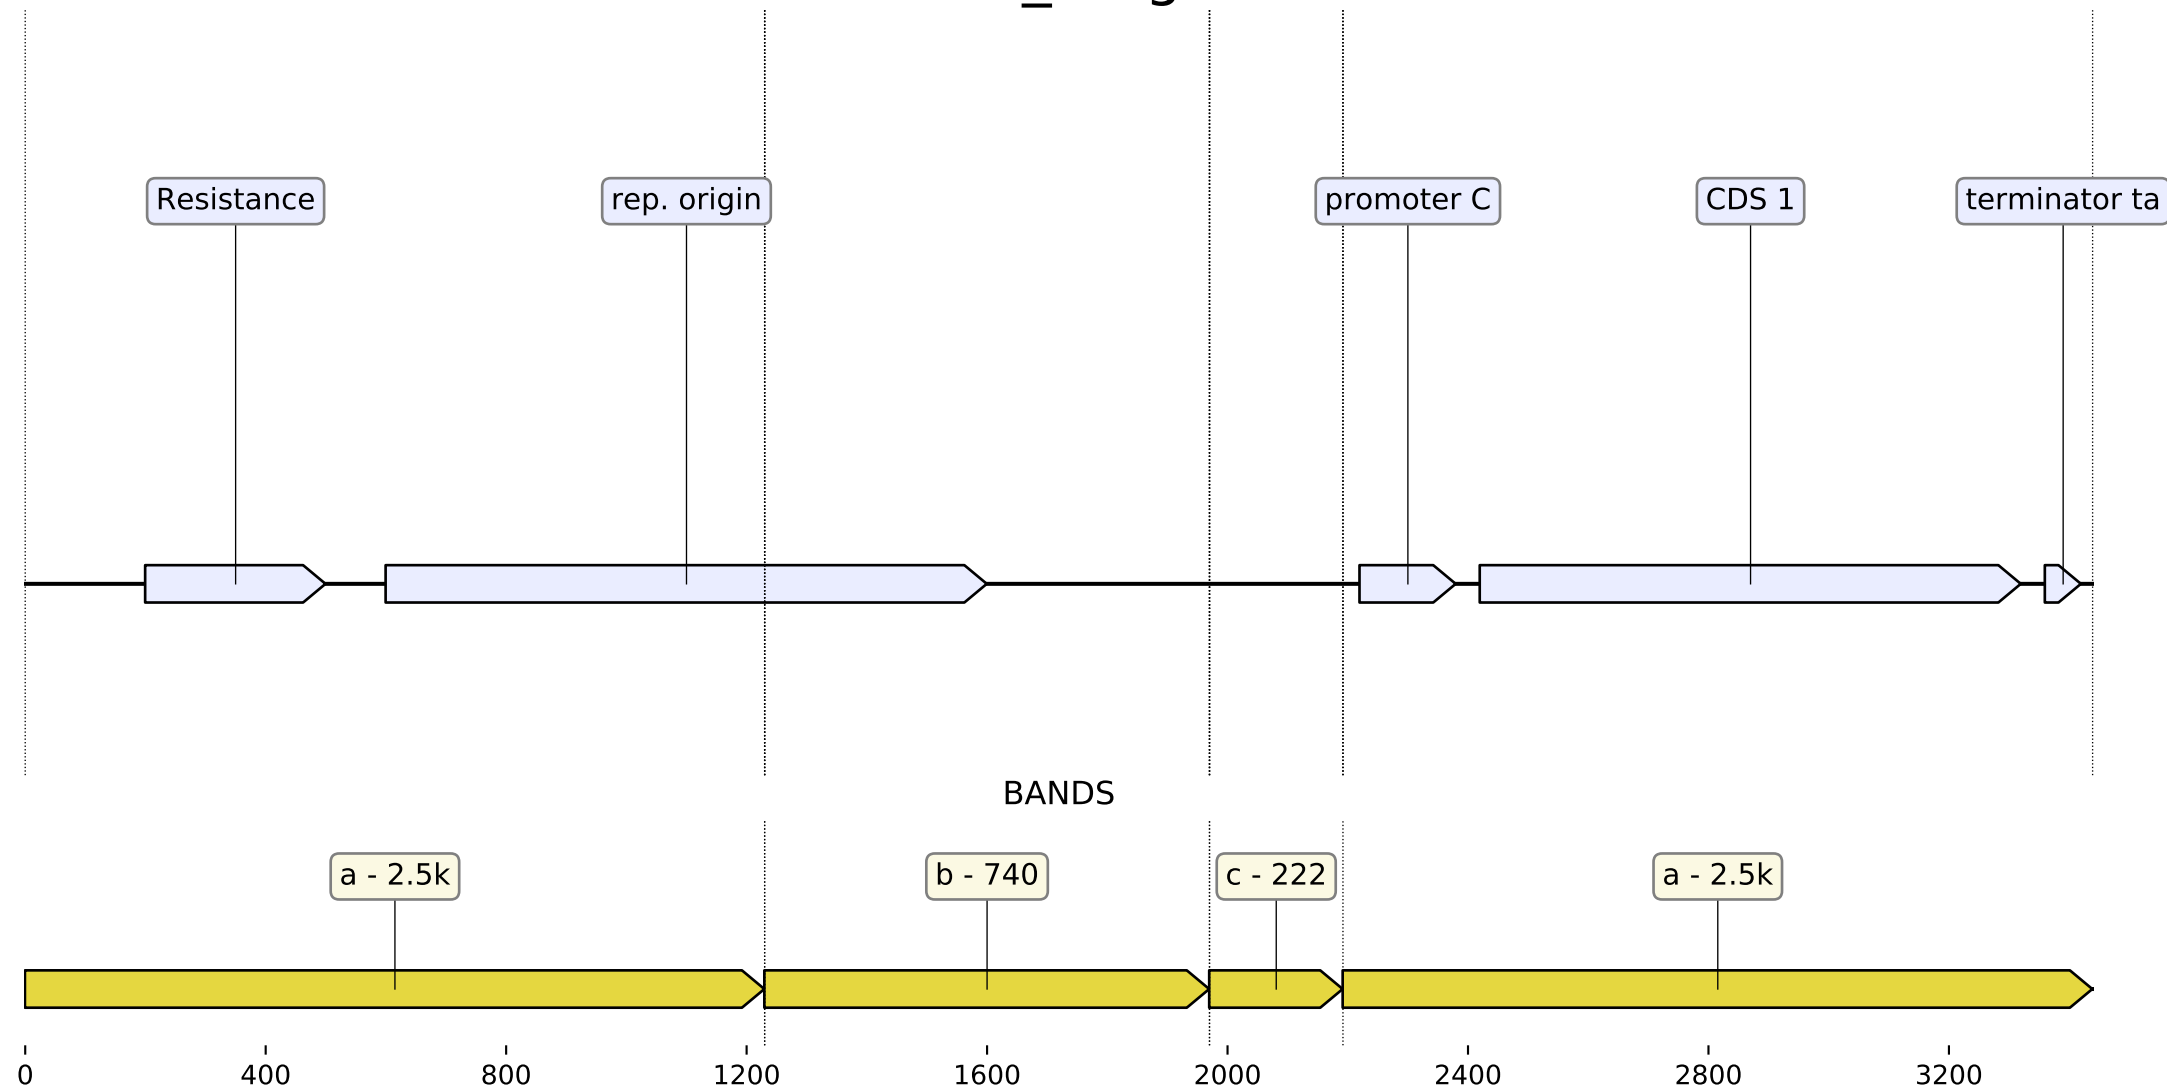 Resistance
rep. origin
promoter C
CDS 1
terminator ta
BANDS
a - 2.5k
b - 740
c - 222
a - 2.5k
0 400 800 1200 1600 2000 2400 2800 3200